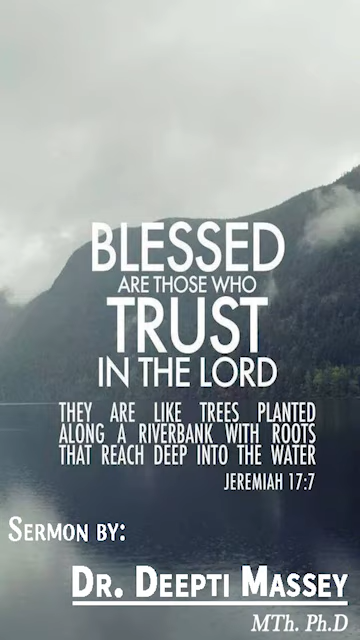 BLESSED
ARE THOSE WHO
TRUST
IN THE LORD
THEY ARE LIKE TREES PLANTED
ALONG A RIVERBANK WITH ROOTS
THAT REACH DEEP INTO THE WATER
JEREMIAH 17:7
SERMON BY:
DR. DEEPTI MASSEY
MTh. Ph.D